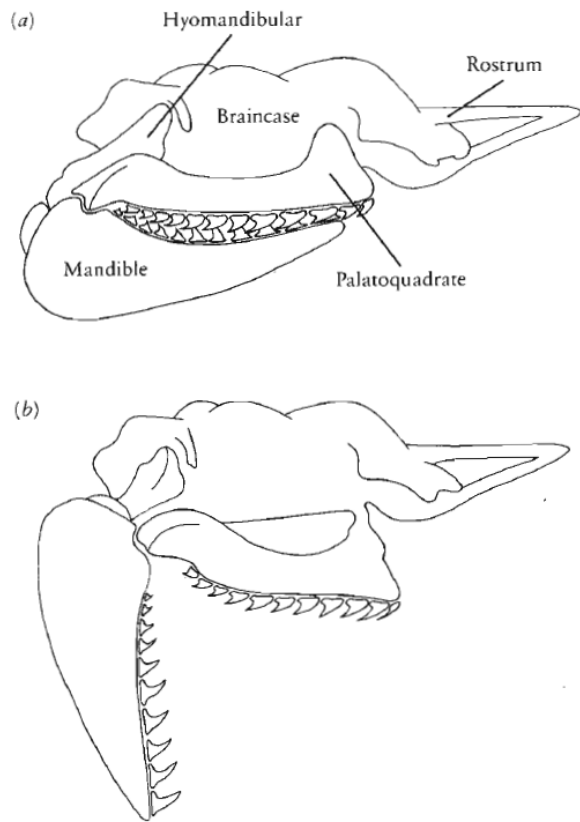 (a)
Hyomandibular
Rostrum
Braincase
Mandible
Palatoquadrate
(b)